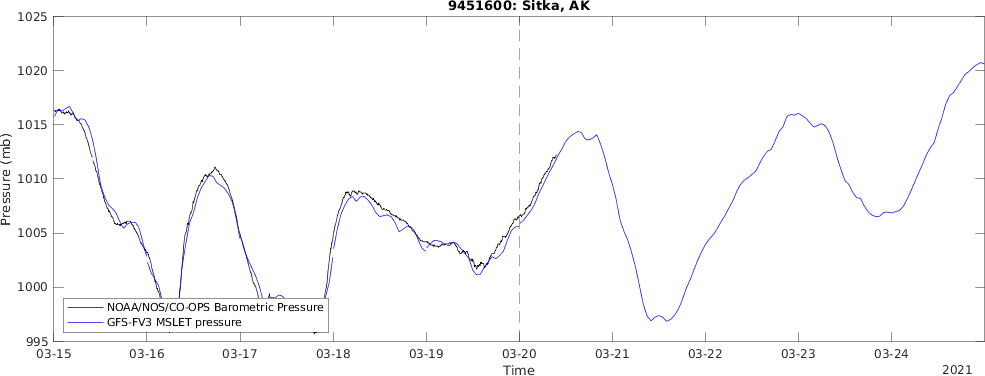 9451600: Sitka, AK
Pressure (mb)
1025
1020
1015
1010
1005
1000
995
NOAA/NOS/CO-OPS Barometric Pressure
GFS-FV3 MSLET pressure
03-15 03-16 03-17 03-18 03-19 03-20 03-21 03-22 03-23 03-24
Time
2021